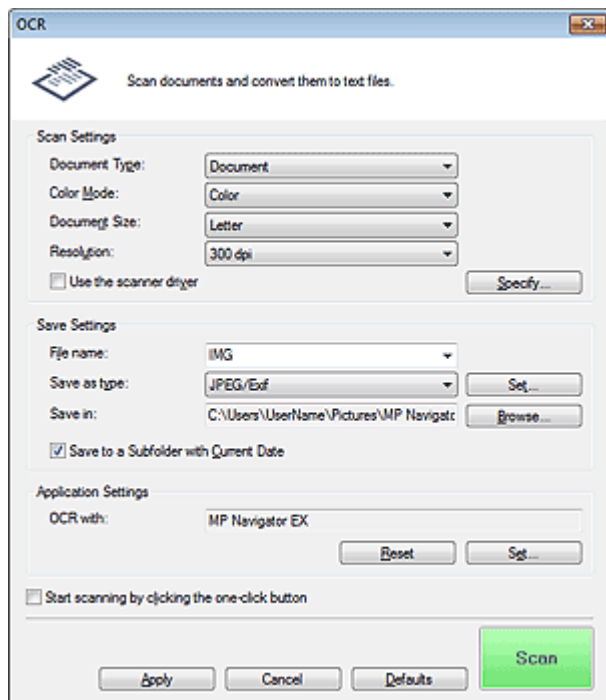 OCR
Scan documents and convert them to text files.
Scan Settings
Document Type: Document
Color Mode: Color
Document Size: Letter
Resolution: 300 dpi
Use the scanner driver Specify...
Save Settings
File name: IMG
Save as type: JPEG/Exif Set...
Save in: C:\Users\UserName\Pictures\MP Navigatc Browse...
Save to a Subfolder with Current Date
Application Settings
OCR with: MP Navigator EX
Reset Set...
Start scanning by clicking the one-click button
Scan
Apply Cancel Defaults